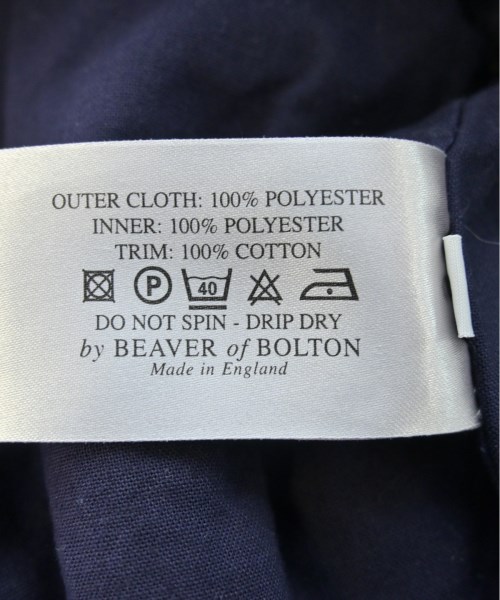 OUTER CLOTH: 100% POLYESTER
INNER: 100% POLYESTER
TRIM: 100% COTTON
P 40
DO NOT SPIN - DRIP DRY
by BEAVER of BOLTON
Made in England